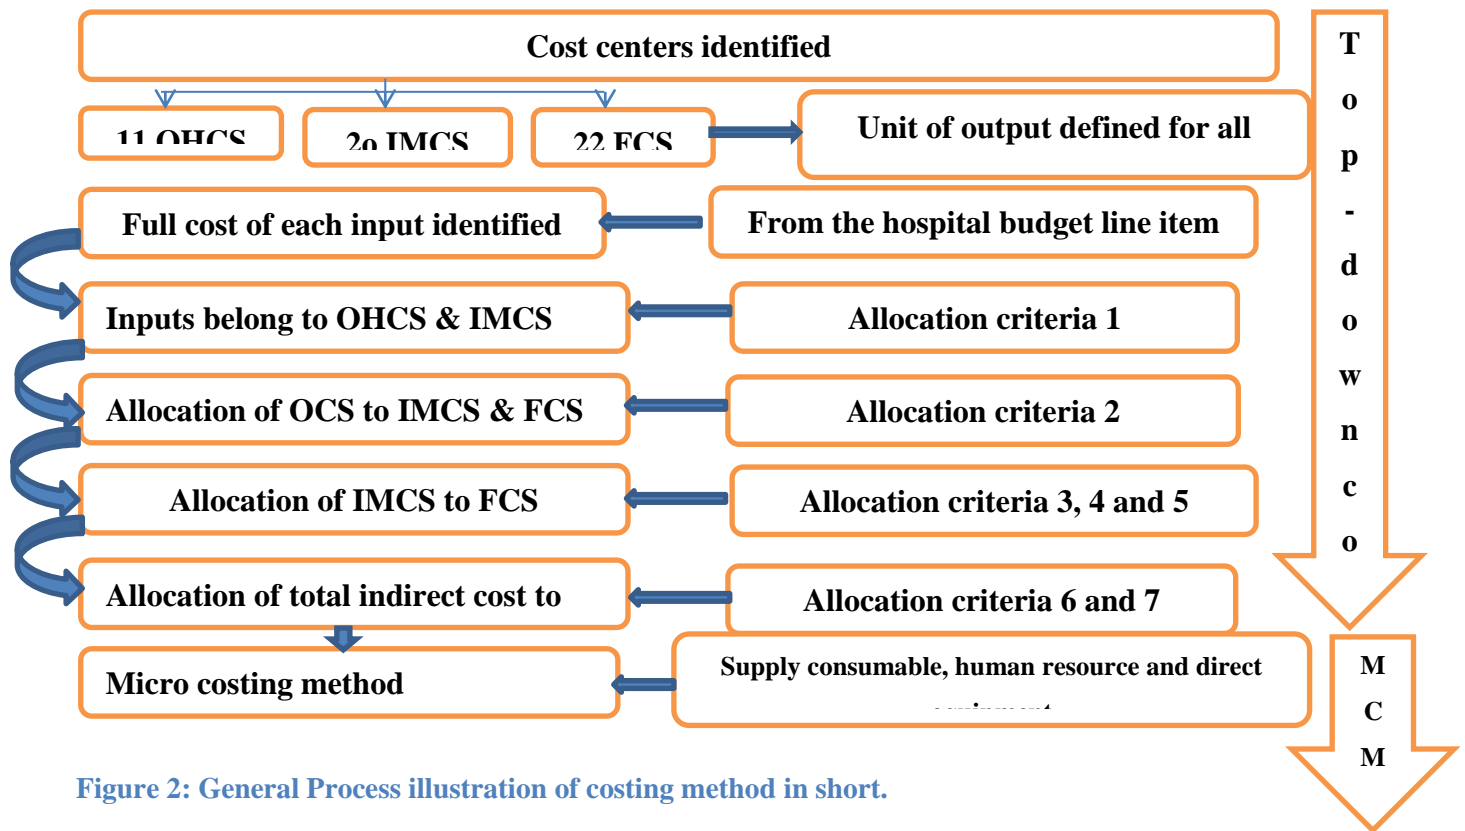 Cost centers identified
11 OHCS
2o IMCS
22 FCS
Unit of output defined for all
Full cost of each input identified
From the hospital budget line item
Inputs belong to OHCS & IMCS
Allocation criteria 1
Allocation of OCS to IMCS & FCS
Allocation criteria 2
Allocation of IMCS to FCS
Allocation criteria 3, 4 and 5
Allocation of total indirect cost to
Allocation criteria 6 and 7
Micro costing method
Supply consumable, human resource and direct
equipment
T
o
p
-
d
o
w
n
c
o
M
C
M
Figure 2: General Process illustration of costing method in short.